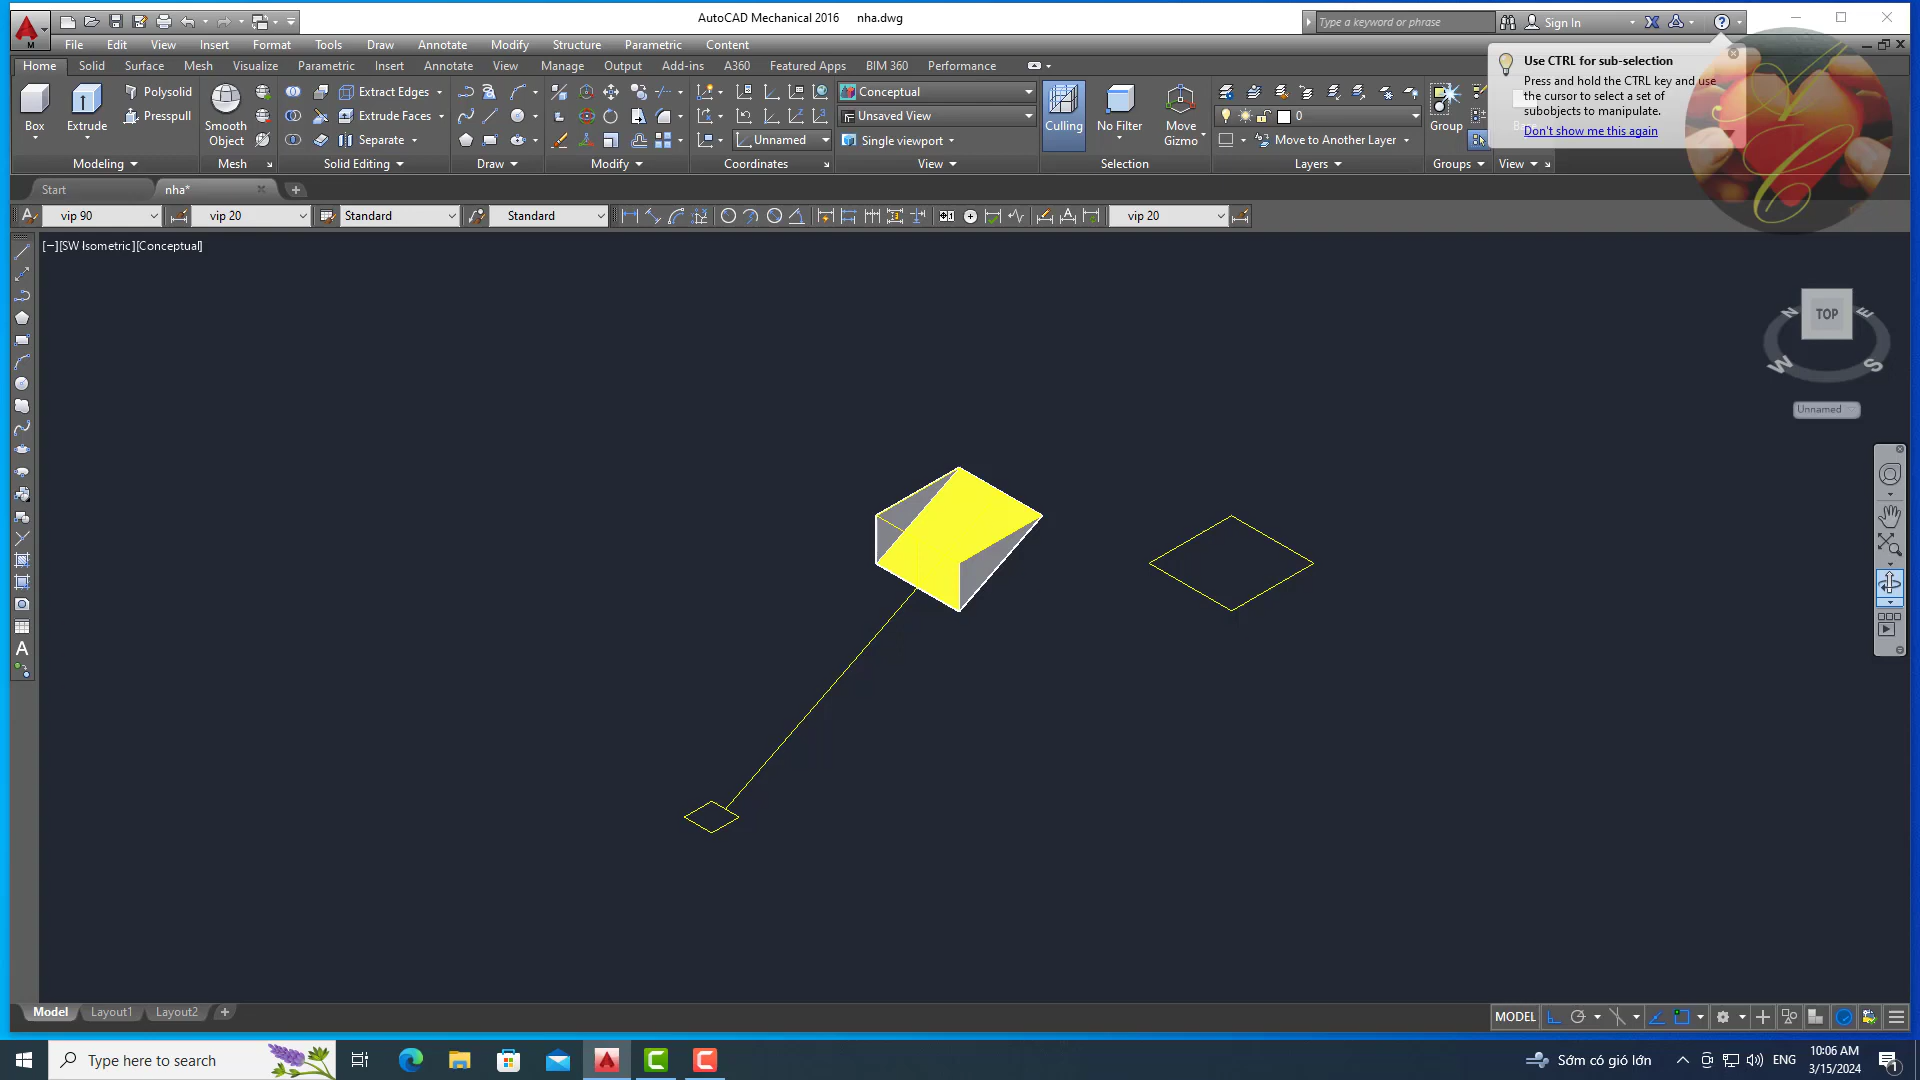 AutoCAD Mechanical 2016 nha.dwg
Type a keyword or phrase
Sign In
M
File Edit View Insert Format Tools Draw Annotate Modify Structure Parametric Content
Home Solid Surface Mesh Visualize Parametric Insert Annotate View Manage Output Add-ins A360 Featured Apps BIM 360 Performance
Use CTRL for sub-selection
Press and hold the CTRL key and use
the cursor to select a set of
subobjects to manipulate.
Don't show me this again
Box
Extrude
Polysolid
Presspull
Smooth
Object
Extract Edges
Extrude Faces
Separate
Unnamed
Conceptual
Unsaved View
Single viewport
Culling
No Filter
Move
Gizmo
0
Move to Another Layer
Group
Modeling Mesh Solid Editing Draw Modify Coordinates View Selection Layers Groups View
Start nha*
vip 90 vip 20 Standard Standard vip 20
[−][SW Isometric][Conceptual]
N E
TOP
W S
Unnamed
A
Model Layout1 Layout2
MODEL
Type here to search
Sớm có gió lớn
ENG
10:06 AM
3/15/2024
1